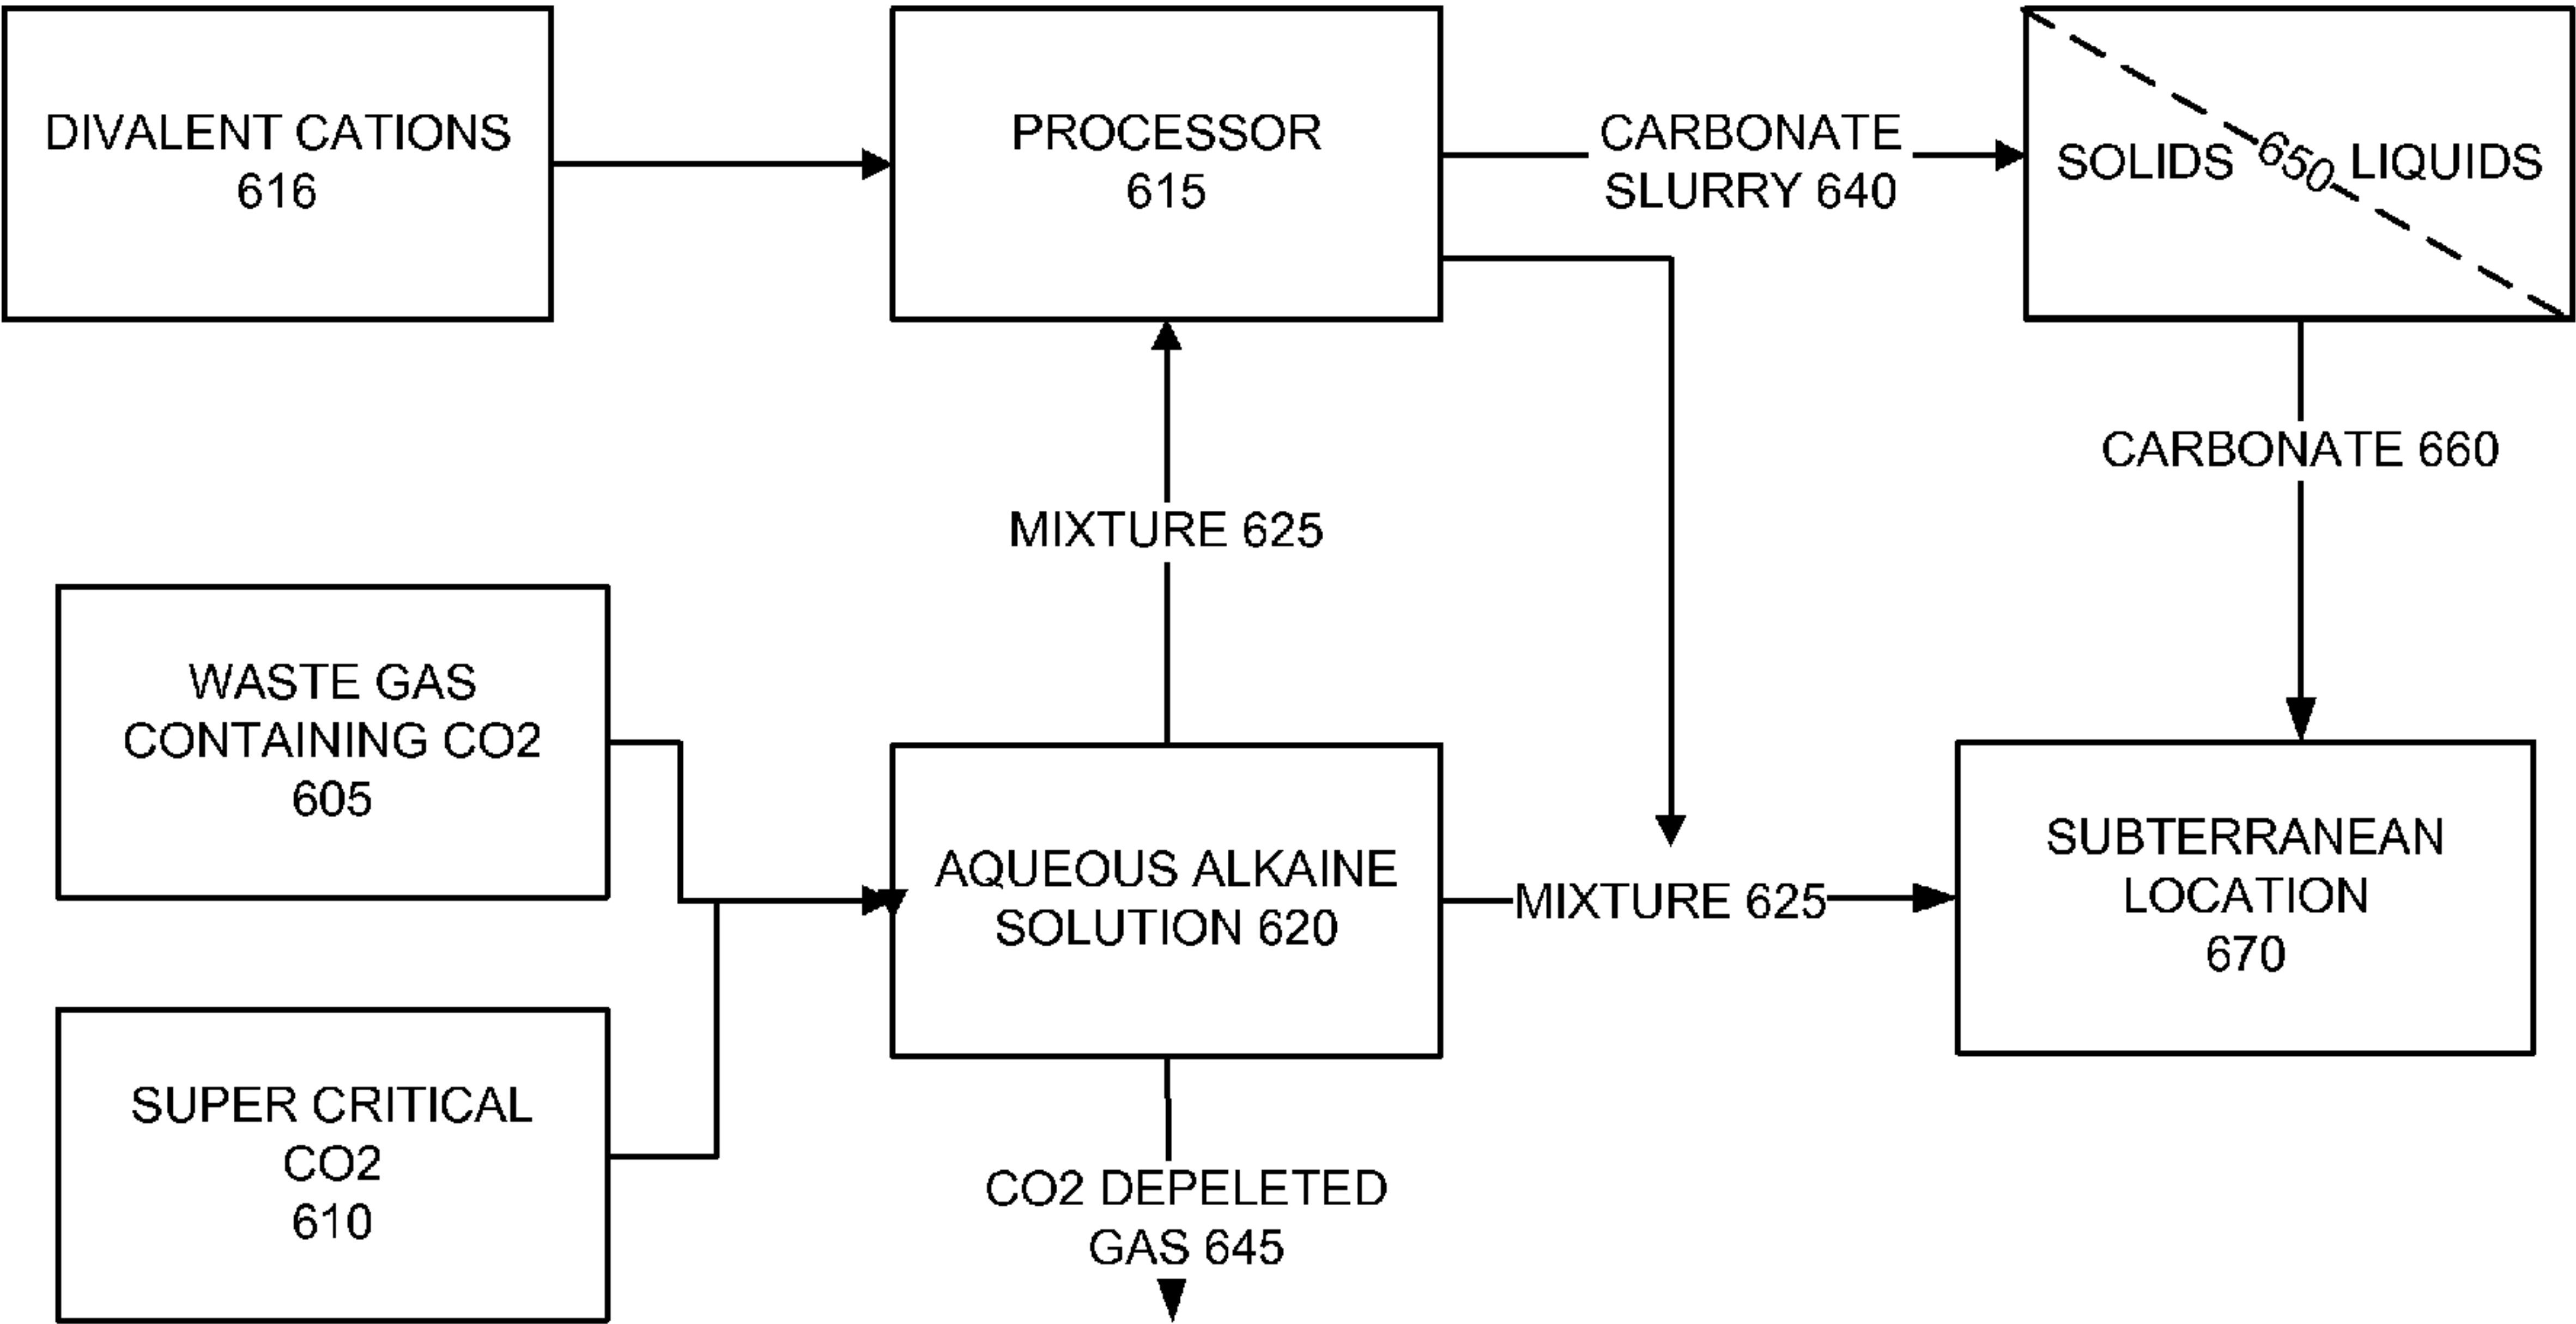 DIVALENT CATIONS
616
PROCESSOR
615
CARBONATE
SLURRY 640
SOLIDS 650 LIQUIDS
CARBONATE 660
MIXTURE 625
WASTE GAS
CONTAINING CO2
605
AQUEOUS ALKAINE
SOLUTION 620
MIXTURE 625
SUBTERRANEAN
LOCATION
670
SUPER CRITICAL
CO2
610
CO2 DEPELETED
GAS 645